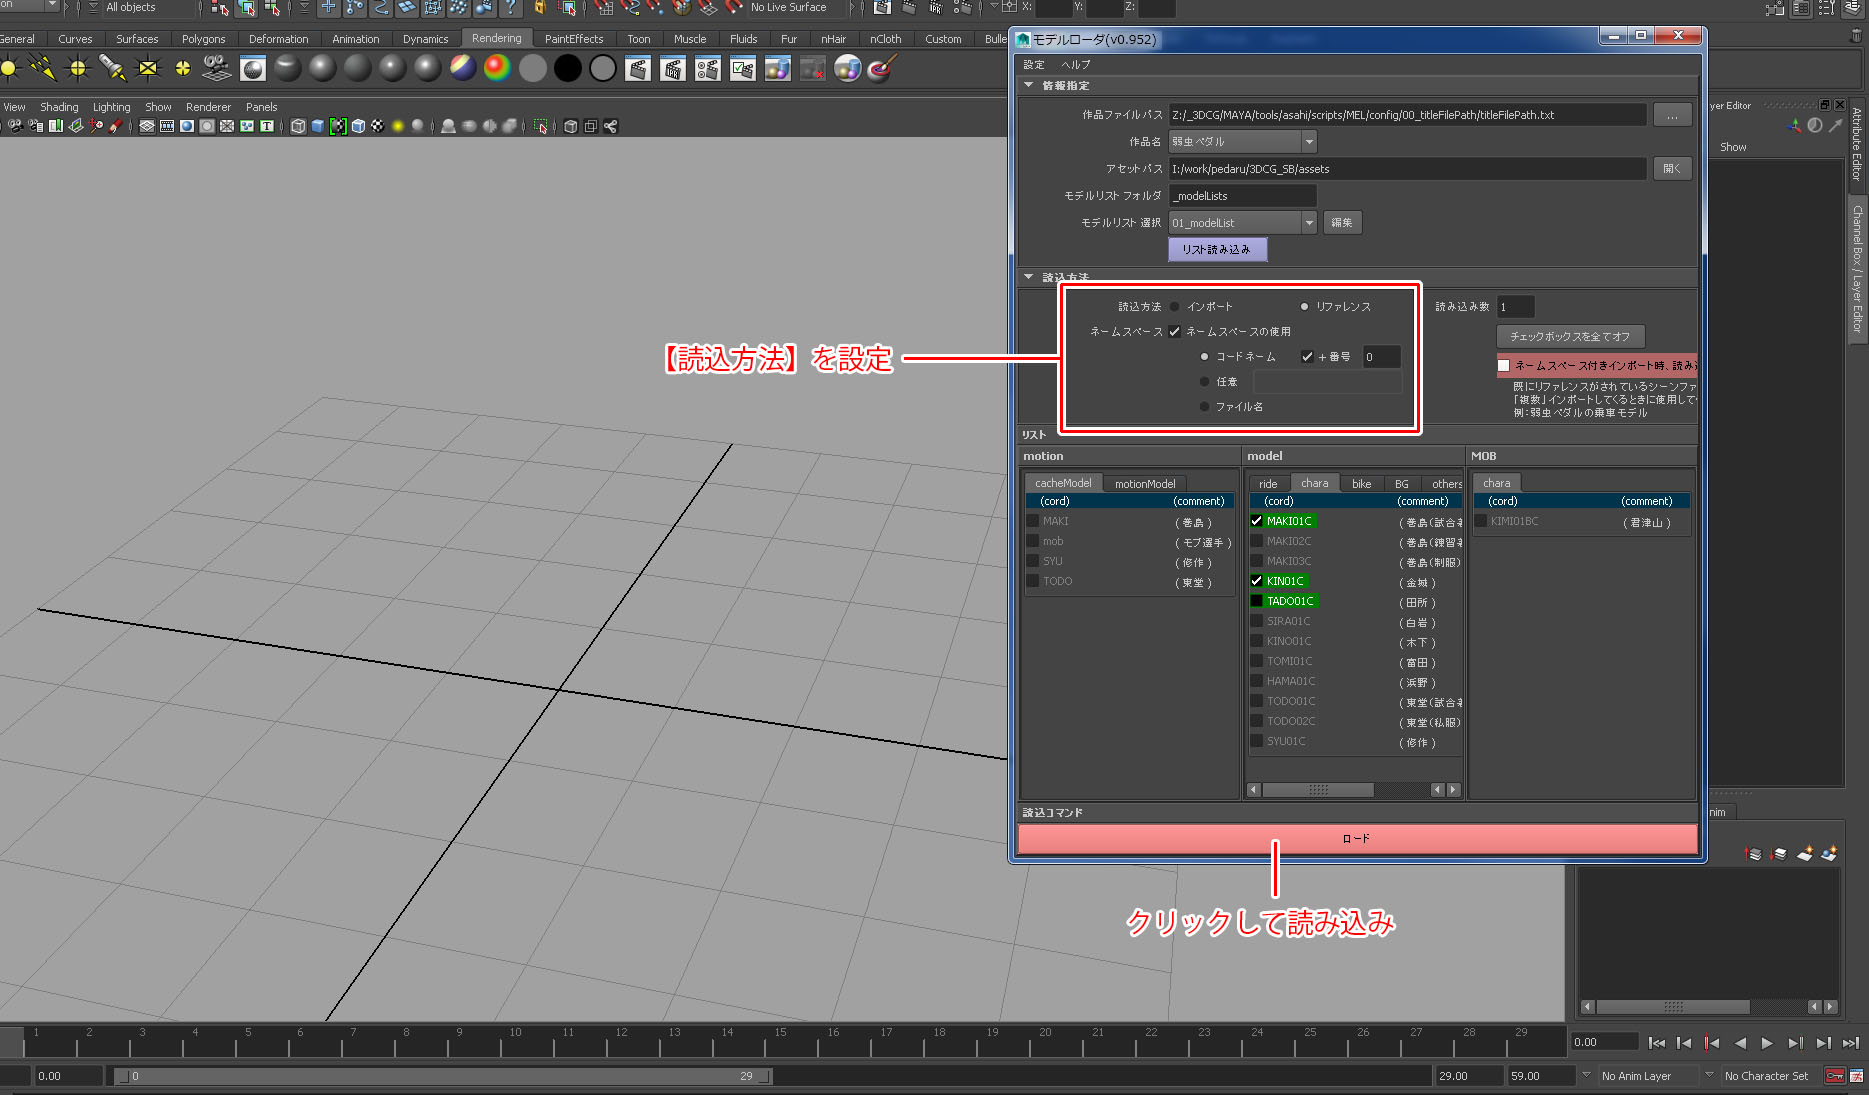 All objects
No Live Surface
X:
Y:
Z:
General
Curves
Surfaces
Polygons
Deformation
Animation
Dynamics
Rendering
PaintEffects
Toon
Muscle
Fluids
Fur
nHair
nCloth
Custom
View
Shading
Lighting
Show
Renderer
Panels
モデルローダ(v0.952)
設定 ヘルプ
情報指定
作品ファイルパス Z:/_3DCG/MAYA/tools/asahi/scripts/MEL/config/00_titleFilePath/titleFilePath.txt ...
作品名 弱虫ペダル
アセットパス I:/work/pedaru/3DCG_SB/assets 開く
モデルリスト フォルダ _modelLists
モデルリスト 選択 01_modelList 編集
リスト読み込み
読込方法
読込方法 インポート リファレンス 読み込み数 1
ネームスペース ネームスペースの使用 チェックボックスを全てオフ
コードネーム +番号 0
ネームスペース付きインポート時、読み込
任意
既にリファレンスがされているシーンファ
「複数」インポートしてくるときに使用して
ファイル名
例：弱虫ペダルの乗車モデル
【読込方法】を設定
リスト
motion
cacheModel motionModel
(cord) (comment)
MAKI (巻島)
mob (モブ選手)
SYU (修作)
TODO (東堂)
model
ride chara bike BG others
(cord) (comment)
MAKI01C (巻島(試合着
MAKI02C (巻島(練習着
MAKI03C (巻島(制服)
KIN01C (金城)
TADO01C (田所)
SIRA01C (白岩)
KINO01C (木下)
TOMI01C (富田)
HAMA01C (浜野)
TODO01C (東堂(試合着
TODO02C (東堂(私服)
SYU01C (修作)
MOB
chara
(cord) (comment)
KIMI01BC (君津山)
読込コマンド
ロード
クリックして読み込み
yer Editor
Show
Attribute Editor
Channel Box / Layer Editor
nim
1 2 3 4 5 6 7 8 9 10 11 12 13 14 15 16 17 18 19 20 21 22 23 24 25 26 27 28 29
0.00
0.00
0
29
29.00
59.00
No Anim Layer
No Character Set